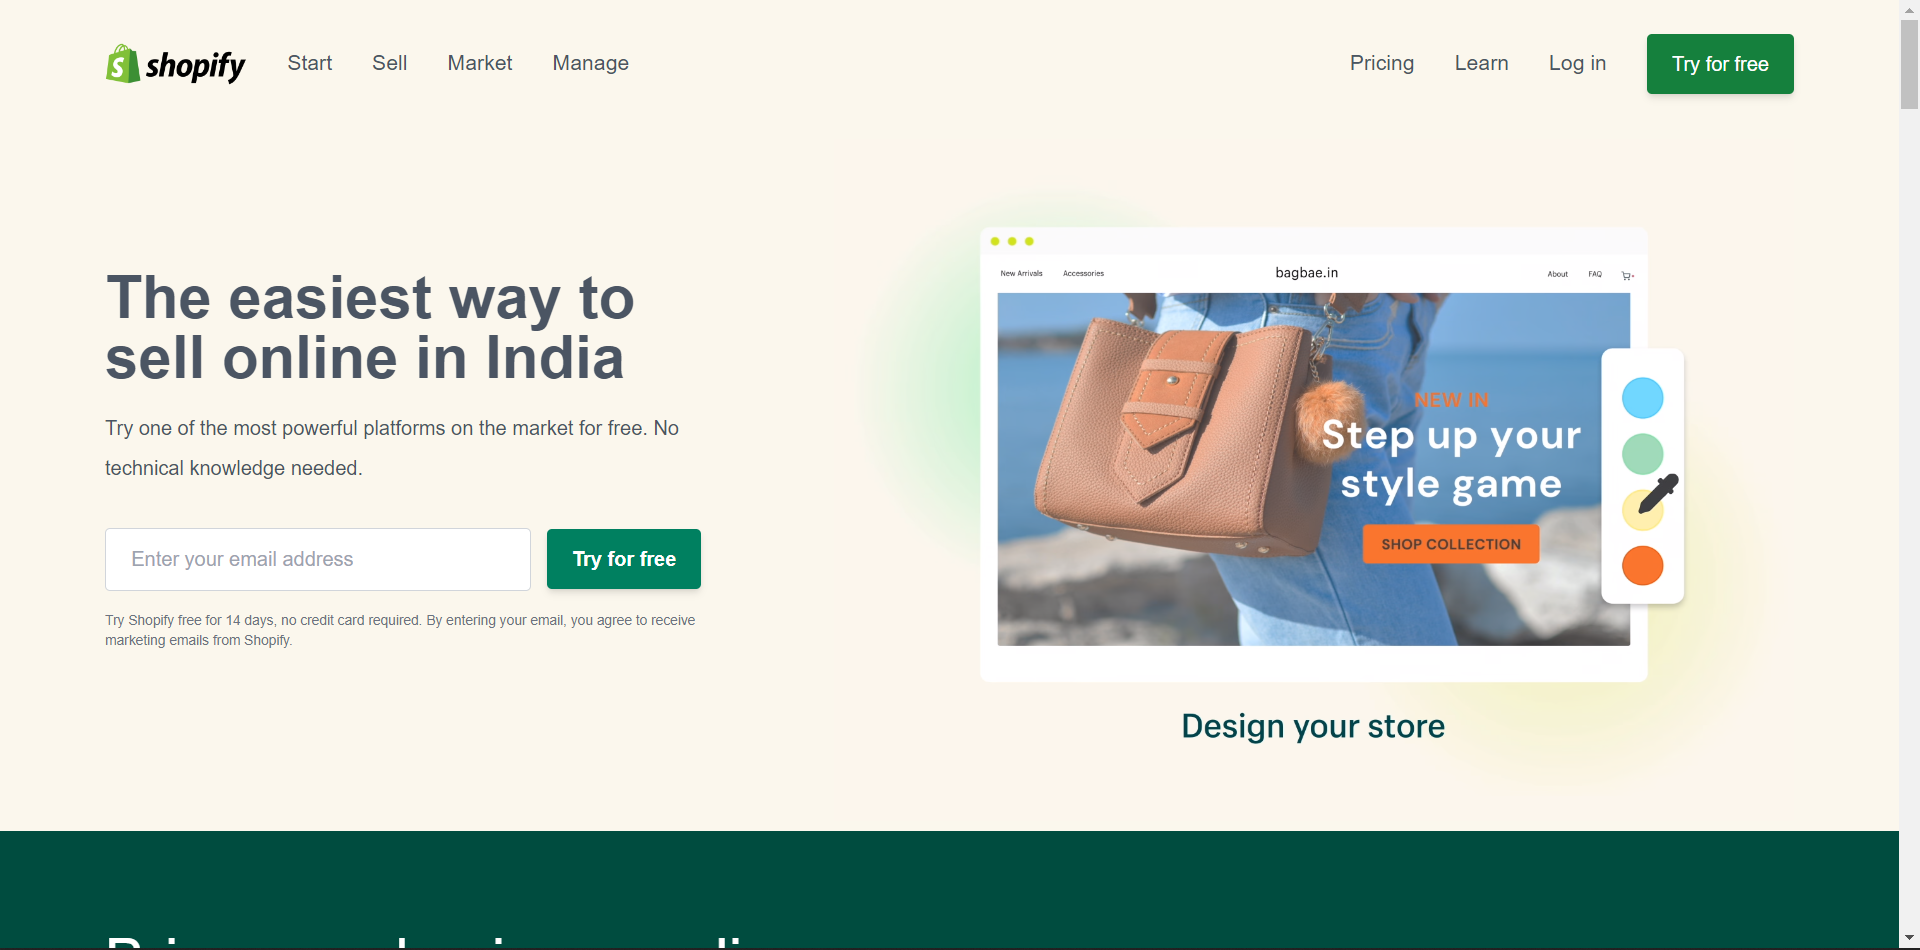 shopify
Start
Sell
Market
Manage
Pricing
Learn
Log in
Try for free
The easiest way to
sell online in India
Try one of the most powerful platforms on the market for free. No
technical knowledge needed.
Enter your email address
Try for free
Try Shopify free for 14 days, no credit card required. By entering your email, you agree to receive
marketing emails from Shopify.
New Arrivals
Accessories
bagbae.in
About
FAQ
NEW IN
Step up your
style game
SHOP COLLECTION
Design your store